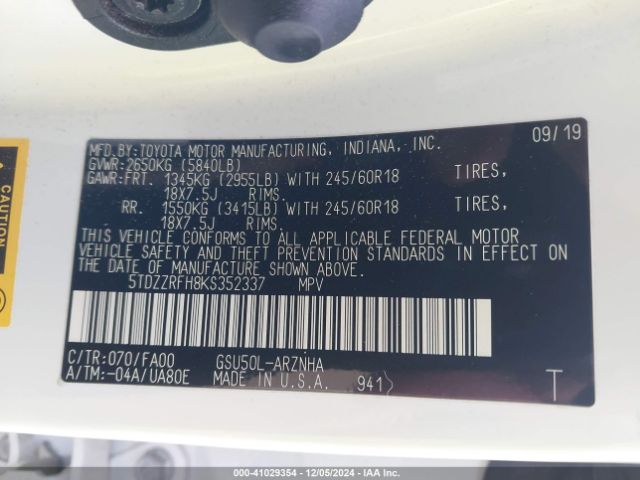 MFD.BY:TOYOTA MOTOR MANUFACTURING, INDIANA, INC. 09/19
GVWR:2650KG (5840LB)
GAWR:FRT. 1345KG (2955LB) WITH 245/60R18 TIRES,
18X7.5J RIMS.
RR. 1550KG (3415LB) WITH 245/60R18 TIRES,
18X7.5J RIMS.
THIS VEHICLE CONFORMS TO ALL APPLICABLE FEDERAL MOTOR
VEHICLE SAFETY AND THEFT PREVENTION STANDARDS IN EFFECT ON
THE DATE OF MANUFACTURE SHOWN ABOVE.
5TDZZRFH8KS352337 MPV
C/TR:070/FA00 GSU50L-ARZNHA
A/TM:-04A/UA80E MADE IN U.S.A. 941
T
CAUTION
000-41029354 | 12/05/2024 - IAA Inc.